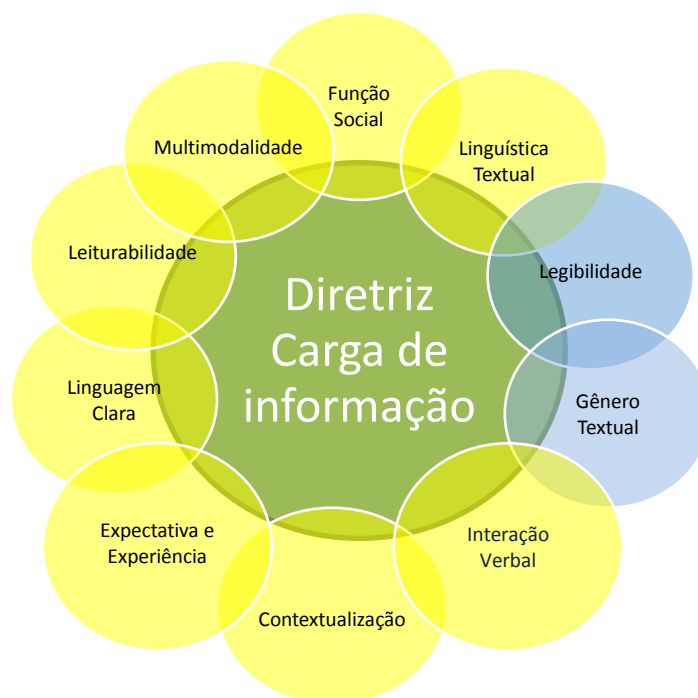 Diretriz
Carga de
informação
Função
Social
Linguística
Textual
Legibilidade
Gênero
Textual
Interação
Verbal
Contextualização
Expectativa e
Experiência
Linguagem
Clara
Leiturabilidade
Multimodalidade